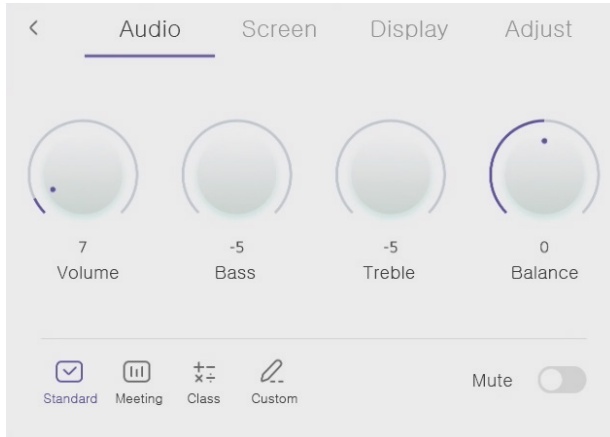 Audio Screen Display Adjust
7 -5 -5 0
Volume Bass Treble Balance
Standard Meeting Class Custom Mute